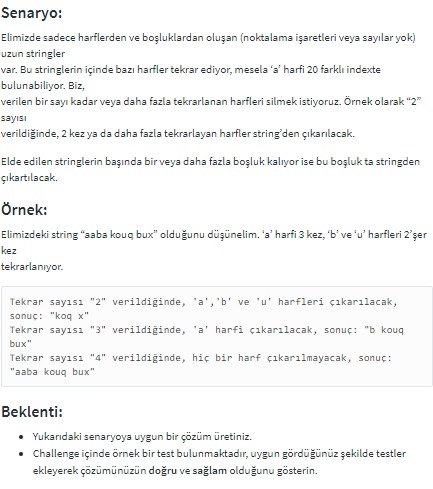 Senaryo:
Elimizde sadece harflerden ve boşluklardan oluşan (noktalama işaretleri veya sayılar yok)
uzun stringler
var. Bu stringlerin içinde bazı harfler tekrar ediyor, mesela ‘a’ harfi 20 farklı indexte
bulunabiliyor. Biz,
verilen bir sayı kadar veya daha fazla tekrarlanan harfleri silmek istiyoruz. Örnek olarak “2”
sayısı
verildiğinde, 2 kez ya da daha fazla tekrarlayan harfler string’den çıkarılacak.
Elde edilen stringlerin başında bir veya daha fazla boşluk kalıyor ise bu boşluk ta stringden
çıkartılacak.
Örnek:
Elimizdeki string “aaba kouq bux” olduğunu düşünelim. ‘a’ harfi 3 kez, ‘b’ ve ‘u’ harfleri 2’şer
kez
tekrarlanıyor.
Tekrar sayısı "2" verildiğinde, 'a','b' ve 'u' harfleri çıkarılacak,
sonuç: "koq x"
Tekrar sayısı "3" verildiğinde, 'a' harfi çıkarılacak, sonuç: "b kouq
bux"
Tekrar sayısı "4" verildiğinde, hiç bir harf çıkarılmayacak, sonuç:
"aaba kouq bux"
Beklenti:
• Yukarıdaki senaryoya uygun bir çözüm üretiniz.
• Challenge içinde örnek bir test bulunmaktadır, uygun gördüğünüz şekilde testler
ekleyerek çözümünüzün doğru ve sağlam olduğunu gösterin.